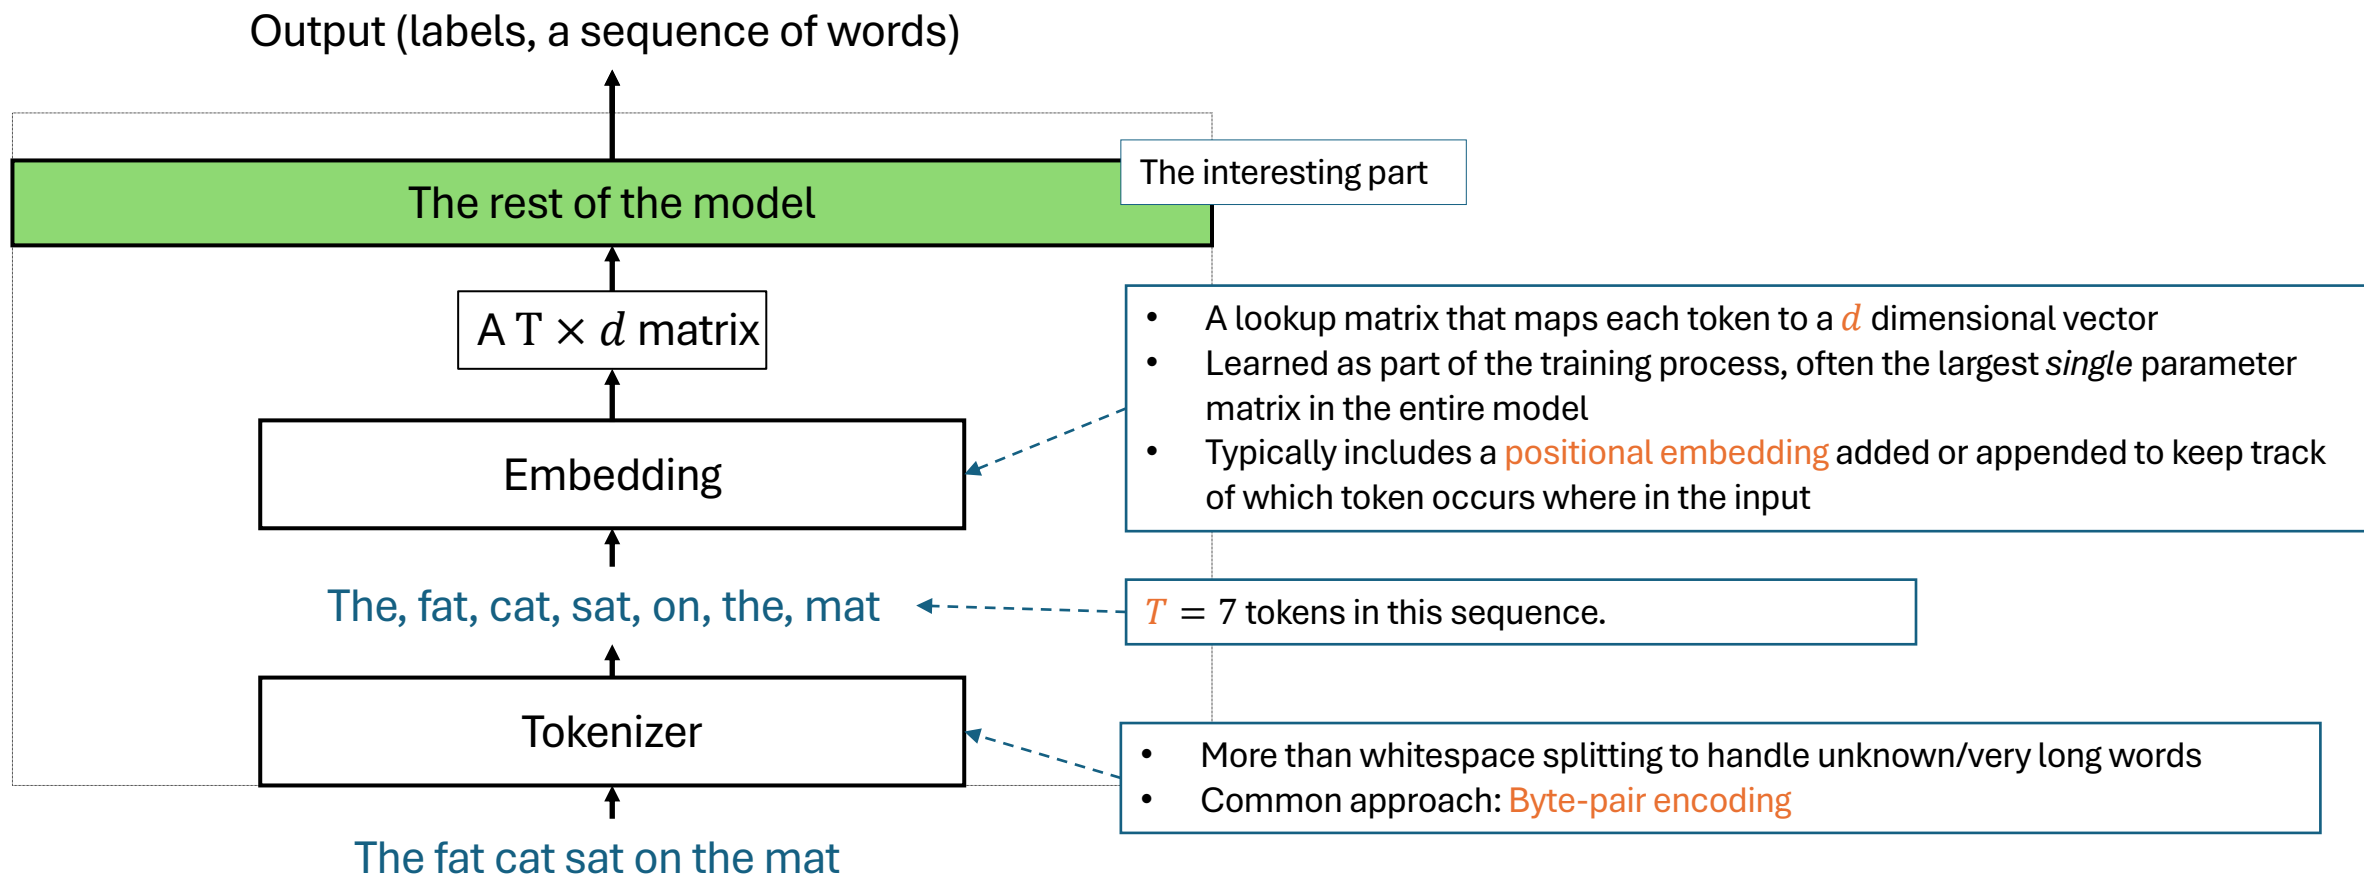 Output (labels, a sequence of words)
The interesting part
The rest of the model
A T × d matrix
• A lookup matrix that maps each token to a d dimensional vector
• Learned as part of the training process, often the largest single parameter
matrix in the entire model
• Typically includes a positional embedding added or appended to keep track
of which token occurs where in the input
Embedding
The, fat, cat, sat, on, the, mat
T = 7 tokens in this sequence.
Tokenizer
• More than whitespace splitting to handle unknown/very long words
• Common approach: Byte-pair encoding
The fat cat sat on the mat